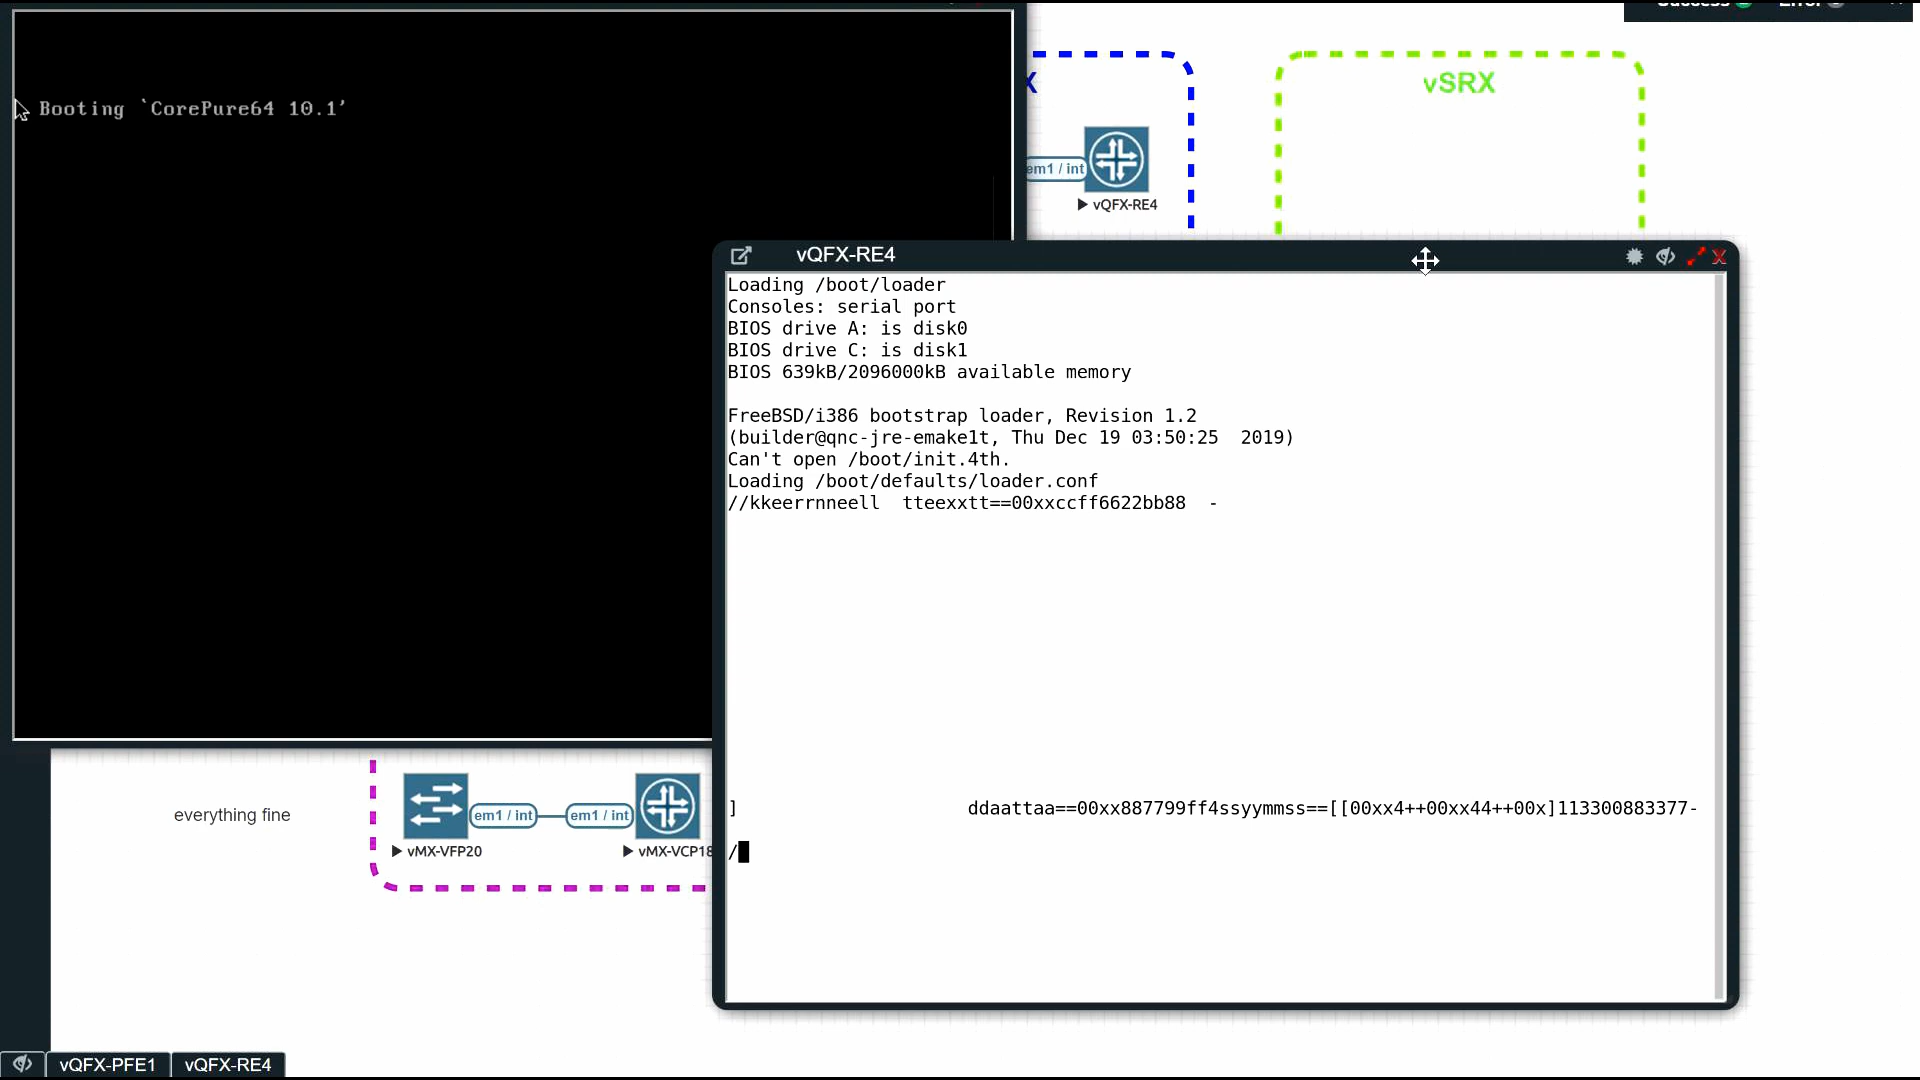 Success
Error
Booting `CorePure64 10.1'
X
vSRX
em1 / int
vQFX-RE4
vQFX-RE4
X
Loading /boot/loader
Consoles: serial port
BIOS drive A: is disk0
BIOS drive C: is disk1
BIOS 639kB/2096000kB available memory
FreeBSD/i386 bootstrap loader, Revision 1.2
(builder@qnc-jre-emake1t, Thu Dec 19 03:50:25  2019)
Can't open /boot/init.4th.
Loading /boot/defaults/loader.conf
//kkeerrnneell  tteexxtt==00xxccff6622bb88  -
]                     ddaattaa==00xx887799ff4ssyymmss==[[00xx4++00xx44++00x]113300883377-
/
everything fine
em1 / int
em1 / int
vMX-VFP20
vMX-VCP18
vQFX-PFE1
vQFX-RE4